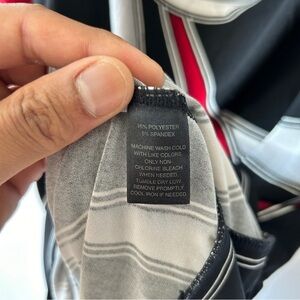 95% POLYESTER
5% SPANDEX
MACHINE WASH COLD
WITH LIKE COLORS
ONLY NON
CHLORINE BLEACH
WHEN NEEDED.
TUMBLE DRY LOW
REMOVE PROMPTLY.
COOL IRON IF NEEDED.